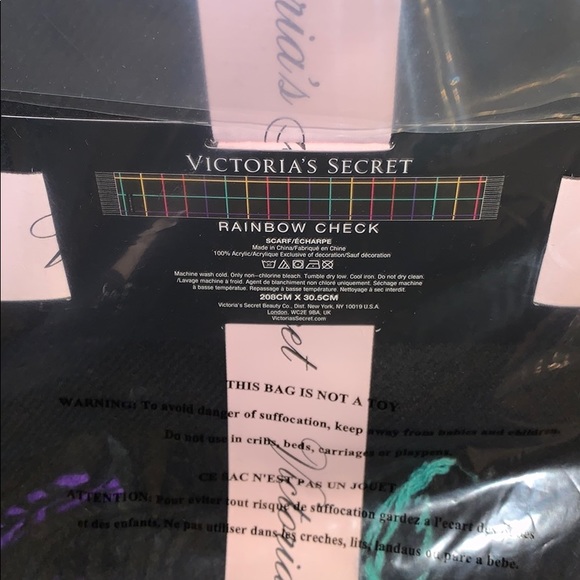 ria's
VICTORIA'S SECRET
RAINBOW CHECK
SCARF/ÉCHARPE
Made in China/Fabriqué en Chine
100% Acrylic/Acrylique Exclusive of decoration/Sauf décoration
Machine wash cold. Only non-chlorine bleach. Tumble dry low. Cool iron. Do not dry clean.
/Lavage machine à froid. Agent de blanchiment non chloré uniquement. Séchage machine
à basse température. Repassage à basse température. Nettoyage à sec interdit.
208CM X 30.5CM
Victoria's Secret Beauty Co., Dist. New York, NY 10019 U.S.A.
London, WC2E 9BA, UK
VictoriasSecret.com
et
THIS BAG IS NOT A TOY
WARNING: To avoid danger of suffocation, keep away from babies and children.
Do not use in cribs, beds, carriages or playpens.
CE SAC N'EST PAS UN JOUET
ATTENTION: Pour eviter tout risque de suffocation gardez a l'ecart des
et des enfants. Ne pas utiliser dans les creches, lits, landaus ou parc a bebe.
Victoria